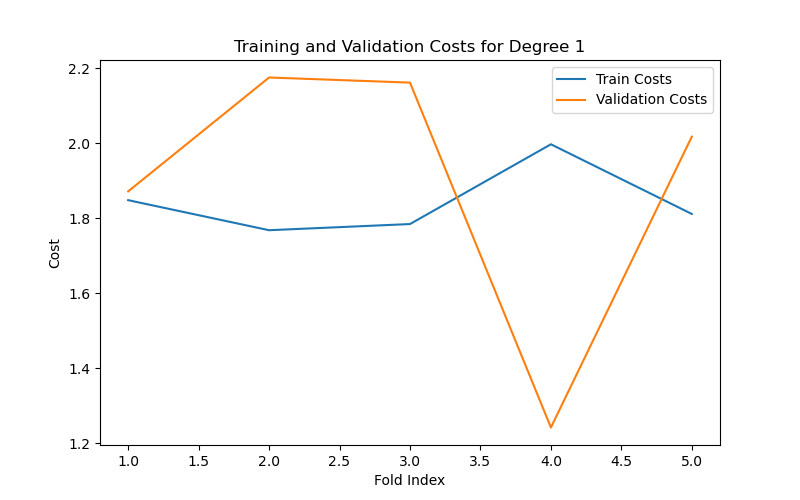 Training and Validation Costs for Degree 1
Train Costs
Validation Costs
2.2
2.0
1.8
1.6
1.4
1.2
Cost
1.0 1.5 2.0 2.5 3.0 3.5 4.0 4.5 5.0
Fold Index